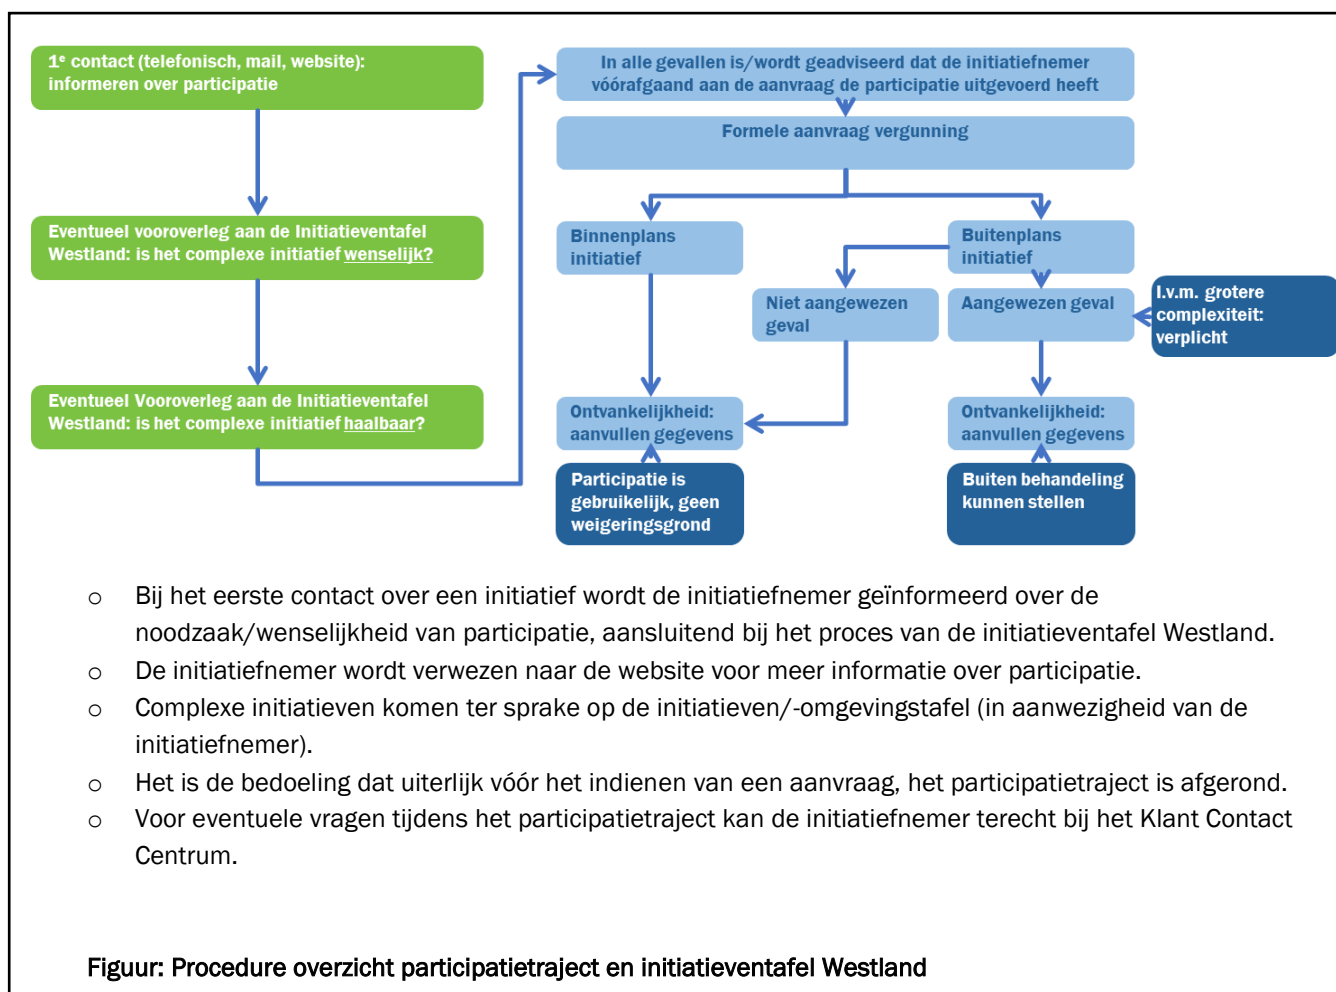 1e contact (telefonisch, mail, website):
informeren over participatie
Eventueel vooroverleg aan de Initiatieventafel
Westland: is het complexe initiatief wenselijk?
Eventueel Vooroverleg aan de Initiatieventafel
Westland: is het complexe initiatief haalbaar?
In alle gevallen is/wordt geadviseerd dat de initiatiefnemer
vóórafgaand aan de aanvraag de participatie uitgevoerd heeft
Formele aanvraag vergunning
Binnenplans
initiatief
Buitenplans
initiatief
Niet aangewezen
geval
Aangewezen geval
I.v.m. grotere
complexiteit:
verplicht
Ontvankelijkheid:
aanvullen gegevens
Ontvankelijkheid:
aanvullen gegevens
Participatie is
gebruikelijk, geen
weigeringsgrond
Buiten behandeling
kunnen stellen
o Bij het eerste contact over een initiatief wordt de initiatiefnemer geïnformeerd over de
noodzaak/wenselijkheid van participatie, aansluitend bij het proces van de initiatieventafel Westland.
o De initiatiefnemer wordt verwezen naar de website voor meer informatie over participatie.
o Complexe initiatieven komen ter sprake op de initiatieven/-omgevingstafel (in aanwezigheid van de
initiatiefnemer).
o Het is de bedoeling dat uiterlijk vóór het indienen van een aanvraag, het participatietraject is afgerond.
o Voor eventuele vragen tijdens het participatietraject kan de initiatiefnemer terecht bij het Klant Contact
Centrum.
Figuur: Procedure overzicht participatietraject en initiatieventafel Westland